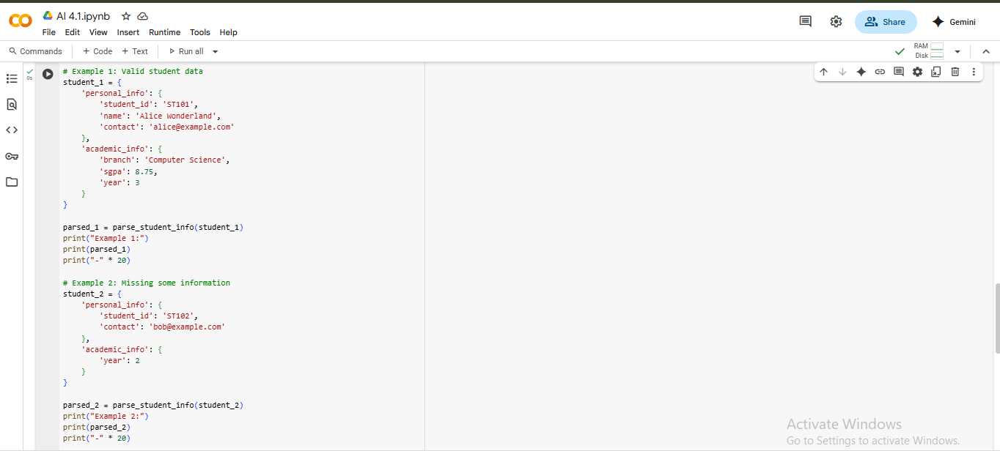 AI 4.1.ipynb
File Edit View Insert Runtime Tools Help
Share
Gemini
Commands + Code + Text Run all
RAM
Disk
0s
# Example 1: Valid student data
student_1 = {
    'personal_info': {
        'student_id': 'ST101',
        'name': 'Alice Wonderland',
        'contact': 'alice@example.com'
    },
    'academic_info': {
        'branch': 'Computer Science',
        'sgpa': 8.75,
        'year': 3
    }
}
parsed_1 = parse_student_info(student_1)
print("Example 1:")
print(parsed_1)
print("-" * 20)
# Example 2: Missing some information
student_2 = {
    'personal_info': {
        'student_id': 'ST102',
        'contact': 'bob@example.com'
    },
    'academic_info': {
        'year': 2
    }
}
parsed_2 = parse_student_info(student_2)
print("Example 2:")
print(parsed_2)
print("-" * 20)
Activate Windows
Go to Settings to activate Windows.